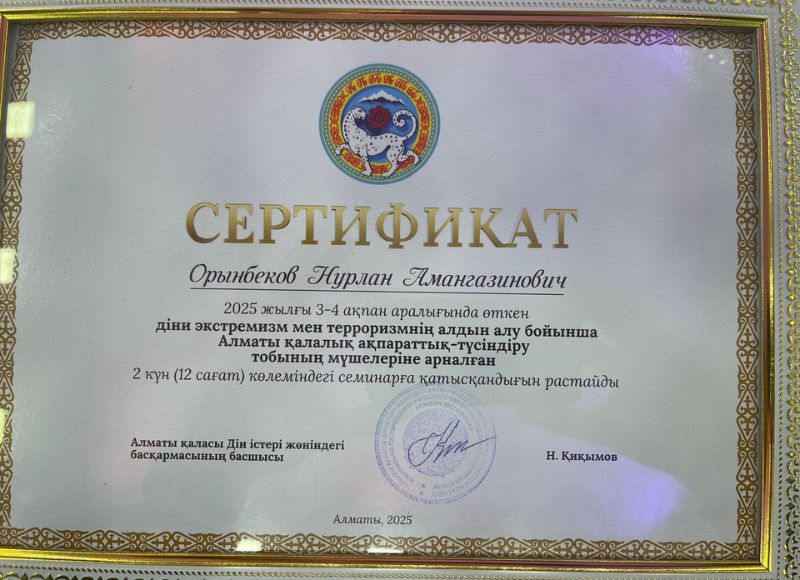 АЛМАТЫ
СЕРТИФИКАТ
Орынбеков Нурлан Амангазинович
2025 жылғы 3-4 ақпан аралығында өткен
діни экстремизм мен терроризмнің алдын алу бойынша
Алматы қалалық ақпараттық-түсіндіру
тобының мүшелеріне арналған
2 күн (12 сағат) көлеміндегі семинарға қатысқандығын растайды
Алматы қаласы Дін істері жөніндегі
басқармасының басшысы
Н. Қиқымов
Алматы, 2025